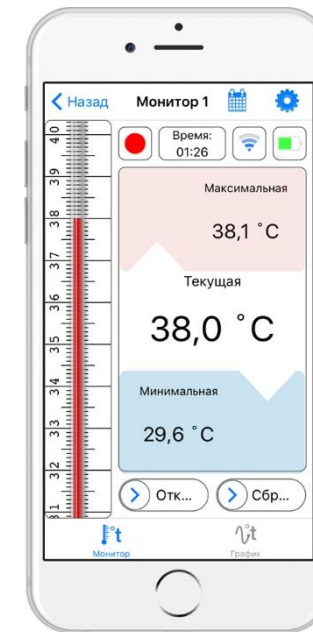 Назад
Монитор 1
Время:
01:26
40
39
38
37
36
35
34
33
32
31
Максимальная
38,1 °C
Текущая
38,0 °C
Минимальная
29,6 °C
Отк...
Сбр...
°t
Монитор
t
График